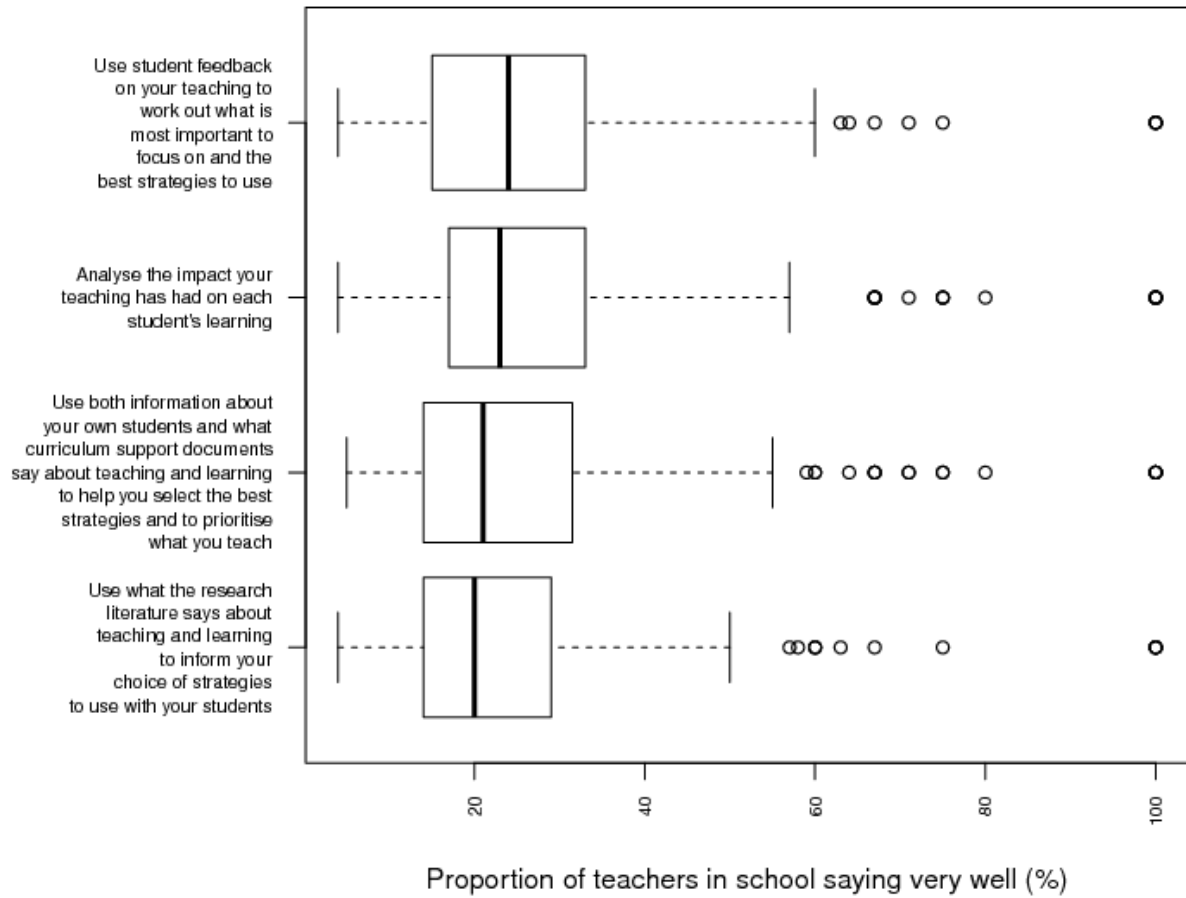 Use student feedback
on your teaching to
work out what is
most important to
focus on and the
best strategies to use
Analyse the impact your
teaching has had on each
student's learning
Use both information about
your own students and what
curriculum support documents
say about teaching and learning
to help you select the best
strategies and to prioritise
what you teach
Use what the research
literature says about
teaching and learning
to inform your
choice of strategies
to use with your students
20
40
60
80
100
Proportion of teachers in school saying very well (%)